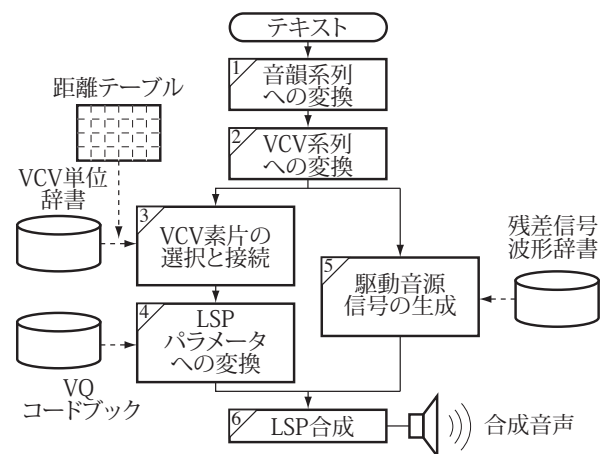 テキスト
1
音韻系列
への変換
距離テーブル
2
VCV系列
への変換
VCV単位
辞書
3
VCV素片の
選択と接続
残差信号
波形辞書
5
駆動音源
信号の生成
4
LSP
パラメータ
への変換
VQ
コードブック
6
LSP合成
合成音声